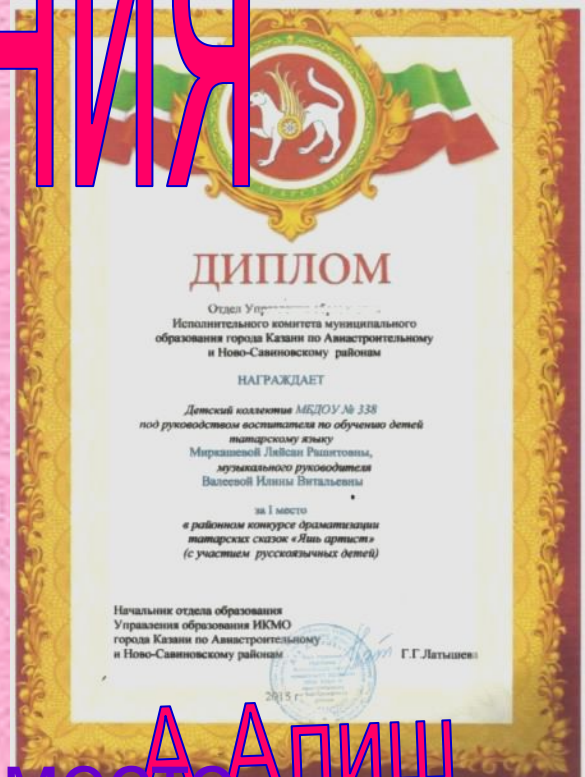 НИЯ
ТАТАРСТАН
ДИПЛОМ
Отдел
Исполнительного комитета муниципального
образования города Казани по Авиастроительному
и Ново-Савиновскому районам
НАГРАЖДАЕТ
Детский коллектив МБДОУ № 338
под руководством воспитателя по обучению детей
татарскому языку
Миркашевой Ляйсан Рашитовны,
музыкального руководителя
Валеевой Илины Витальевны
за I место
в районном конкурсе драматизации
татарских сказок «Яшь артист»
(с участием русскоязычных детей)
Начальник отдела образования
Управления образования ИКМО
города Казани по Авиастроительному
и Ново-Савиновскому районам Г.Г.Латышева
2015 г.
А.Апиш
место